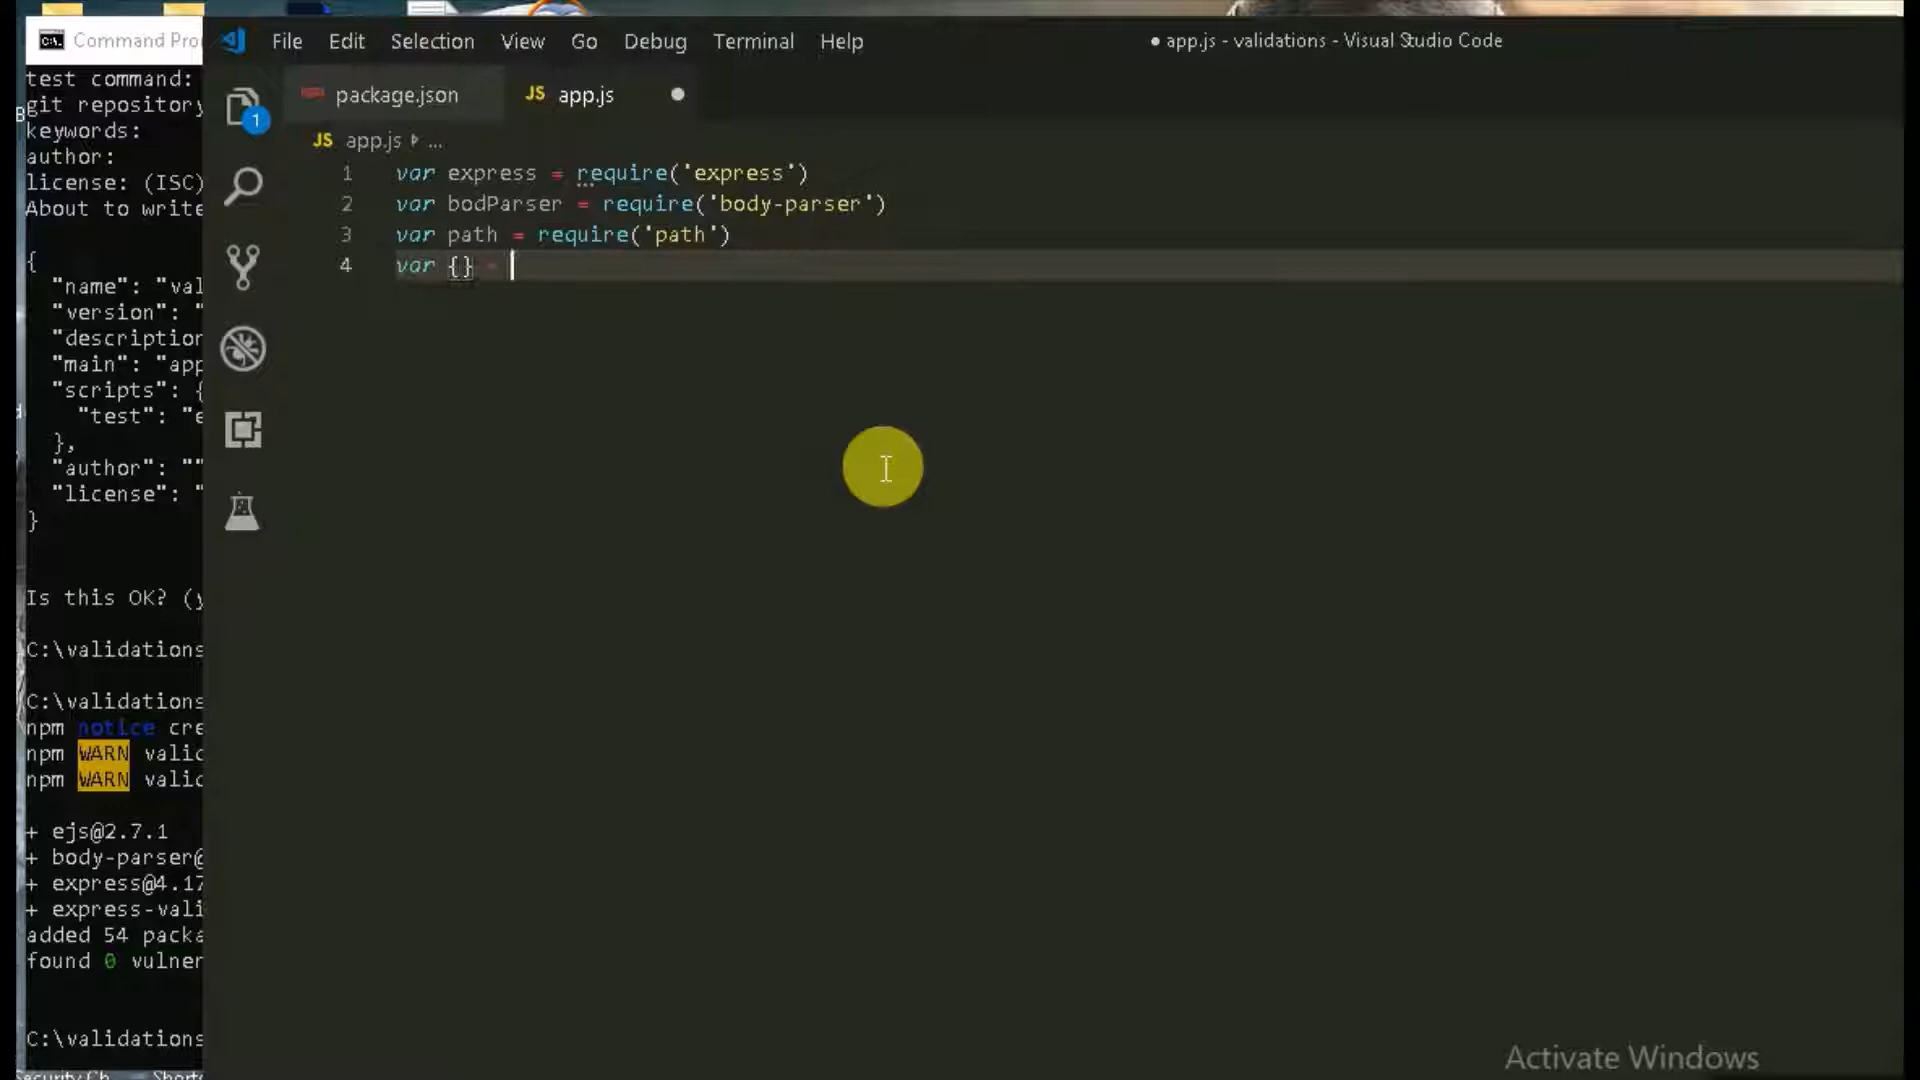 Command Pro
File Edit Selection View Go Debug Terminal Help
● app.js - validations - Visual Studio Code
test command:
git repository
keywords:
author:
license: (ISC)
About to write
{
"name": "val
"version": "
"description
"main": "app
"scripts": {
"test": "e
},
"author": ""
"license": "
}
Is this OK? (y
C:\validations
C:\validations
npm notice cre
npm WARN valid
npm WARN valid
+ ejs@2.7.1
+ body-parser@
+ express@4.17
+ express-vali
added 54 packa
found 0 vulner
C:\validations
1
package.json
JS app.js
JS app.js ...
1 var express = require('express')
2 var bodParser = require('body-parser')
3 var path = require('path')
4 var {} =
Activate Windows